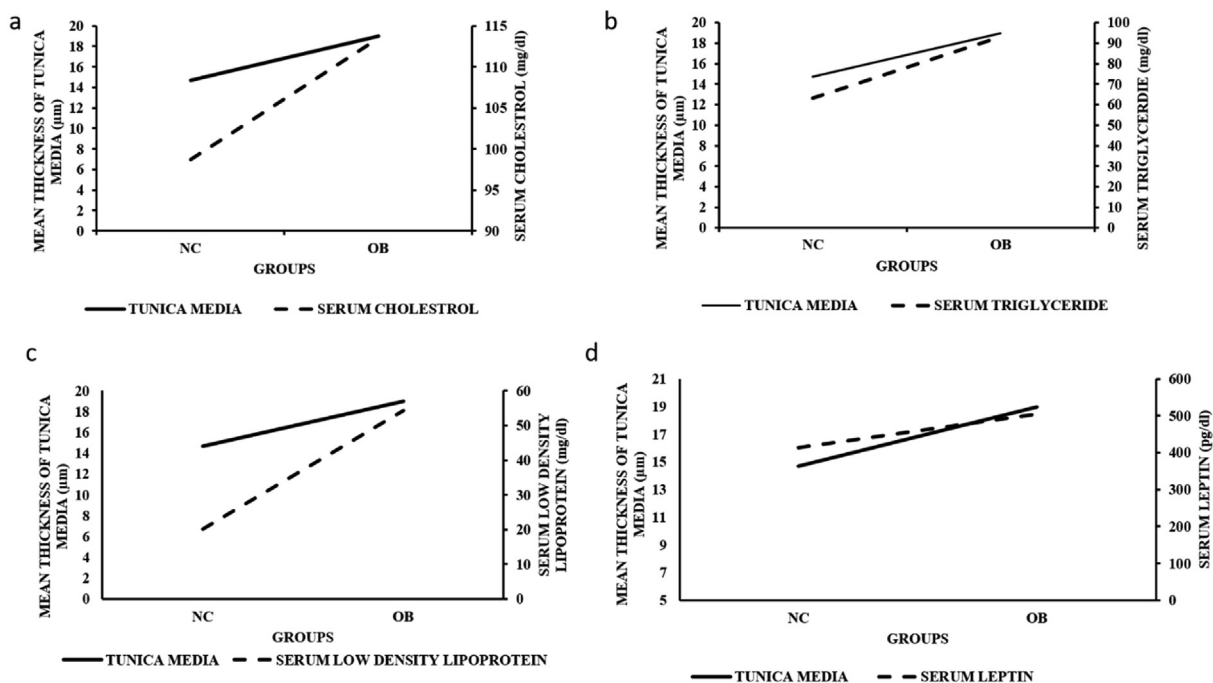 a
MEAN THICKNESS OF TUNICA
MEDIA (µm)
20
18
16
14
12
10
8
6
4
2
0
115
110
105
100
95
90
SERUM CHOLESTROL (mg/dl)
NC
OB
GROUPS
TUNICA MEDIA
SERUM CHOLESTROL
b
MEAN THICKNESS OF TUNICA
MEDIA (µm)
20
18
16
14
12
10
8
6
4
2
0
100
90
80
70
60
50
40
30
20
10
0
SERUM TRIGLYCERDIE (mg/dl)
NC
OB
GROUPS
TUNICA MEDIA
SERUM TRIGLYCERIDE
c
MEAN THICKNESS OF TUNICA
MEDIA (µm)
20
18
16
14
12
10
8
6
4
2
0
60
50
40
30
20
10
0
SERUM LOW DENSITY
LIPOPROTEIN (mg/dl)
NC
OB
GROUPS
TUNICA MEDIA
SERUM LOW DENSITY LIPOPROTEIN
d
MEAN THICKNESS OF TUNICA
MEDIA (µm)
21
19
17
15
13
11
9
7
5
600
500
400
300
200
100
0
SERUM LEPTIN (pg/dl)
NC
OB
GROUPS
TUNICA MEDIA
SERUM LEPTIN